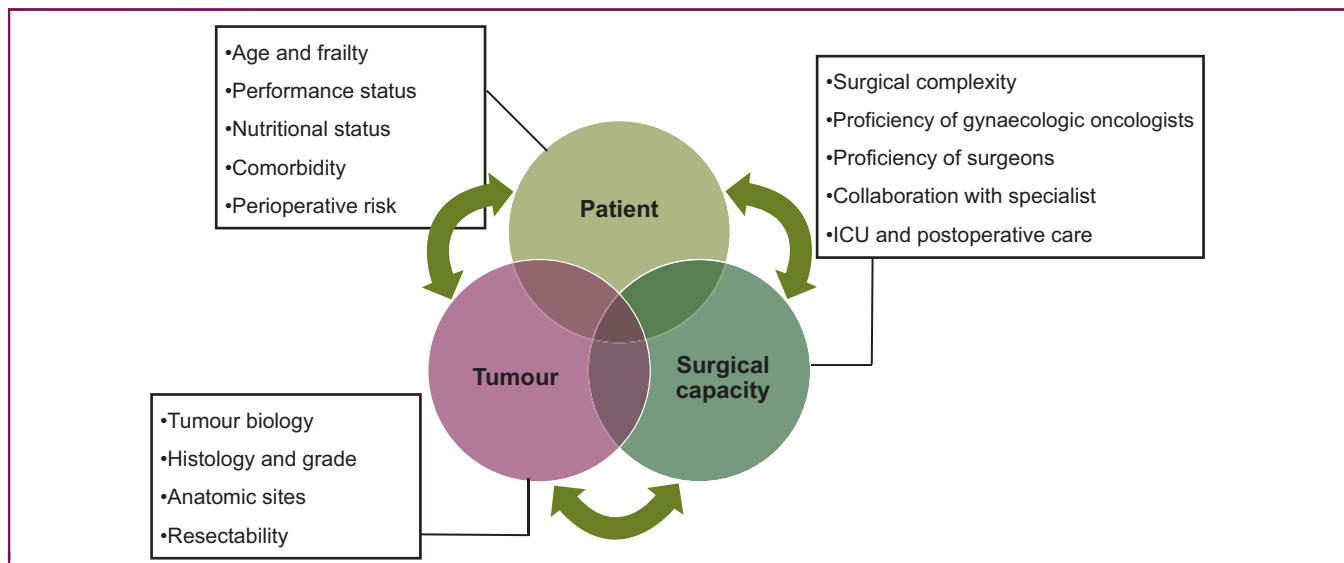 •Age and frailty
•Performance status
•Nutritional status
•Comorbidity
•Perioperative risk
•Surgical complexity
•Proficiency of gynaecologic oncologists
•Proficiency of surgeons
•Collaboration with specialist
•ICU and postoperative care
Patient
Tumour
Surgical
capacity
•Tumour biology
•Histology and grade
•Anatomic sites
•Resectability